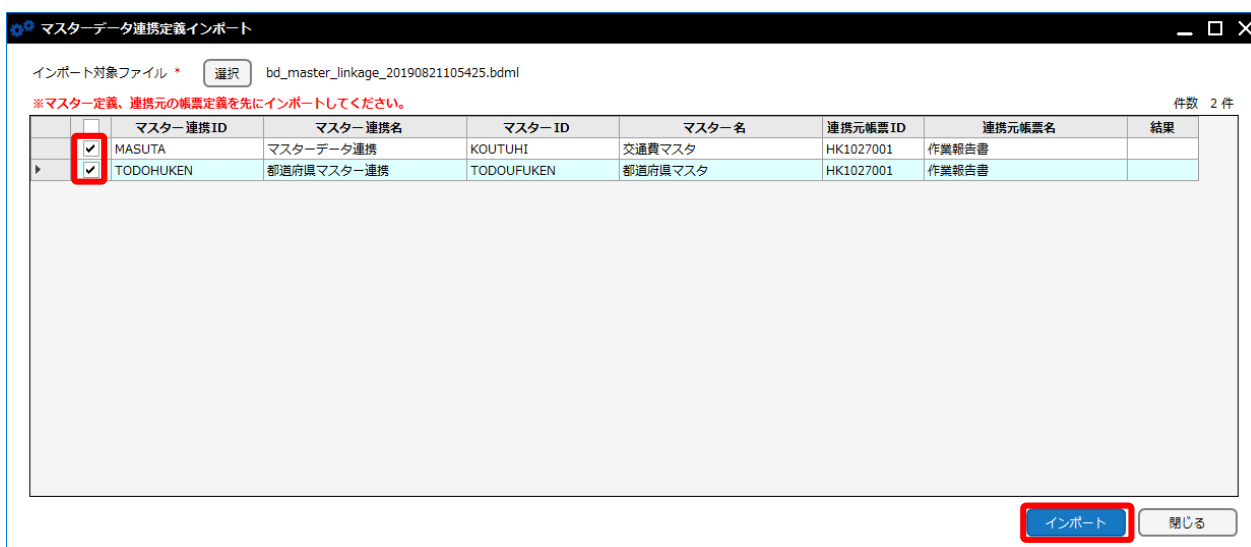 マスターデータ連携定義インポート
インポート対象ファイル * 選択 bd_master_linkage_20190821105425.bdml
※マスター定義、連携元の帳票定義を先にインポートしてください。 件数 2 件
マスター連携ID マスター連携名 マスターID マスター名 連携元帳票ID 連携元帳票名 結果
MASUTA マスターデータ連携 KOUTUHI 交通費マスタ HK1027001 作業報告書
TODOHUKEN 都道府県マスター連携 TODOUFUKEN 都道府県マスタ HK1027001 作業報告書
インポート 閉じる